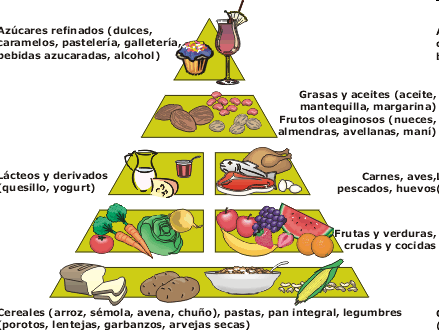 Azúcares refinados (dulces,
caramelos, pastelería, galletería,
bebidas azucaradas, alcohol)
Grasas y aceites (aceite,
mantequilla, margarina)
Frutos oleaginosos (nueces,
almendras, avellanas, maní)
Lácteos y derivados
(quesillo, yogurt)
Carnes, aves,
pescados, huevos
Frutas y verduras,
crudas y cocidas
Cereales (arroz, sémola, avena, chuño), pastas, pan integral, legumbres
(porotos, lentejas, garbanzos, arvejas secas)